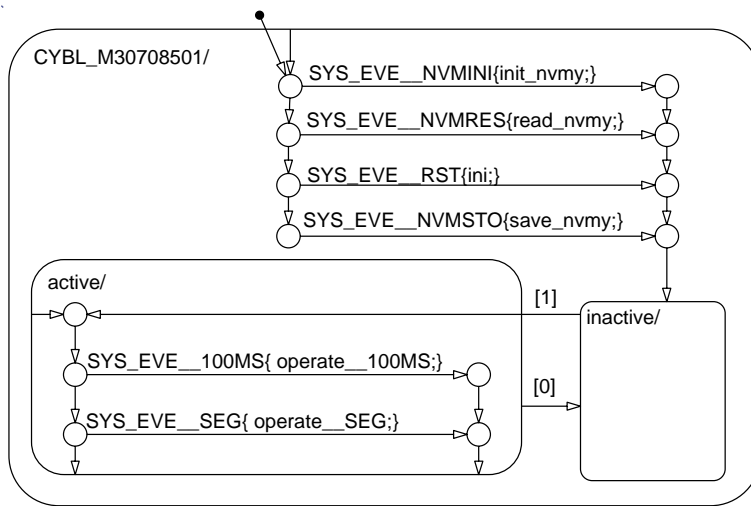 CYBL_M30708501/
SYS_EVE__NVMINI{init_nvmy;}
SYS_EVE__NVMRES{read_nvmy;}
SYS_EVE__RST{ini;}
SYS_EVE__NVMSTO{save_nvmy;}
active/
[1]
inactive/
SYS_EVE__100MS{ operate__100MS;}
[0]
SYS_EVE__SEG{ operate__SEG;}